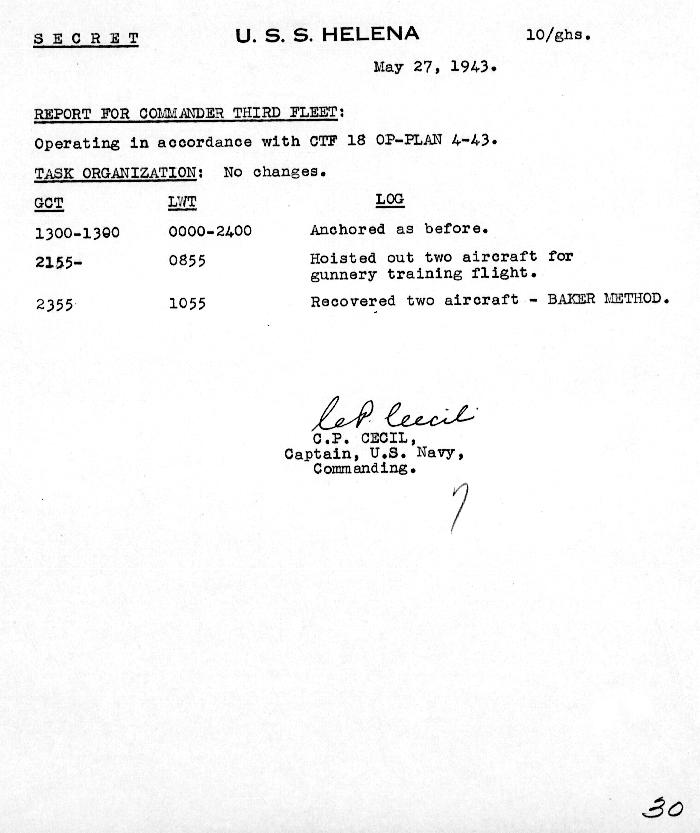 S E C R E T U. S. S. HELENA 10/ghs.
May 27, 1943.
REPORT FOR COMMANDER THIRD FLEET:
Operating in accordance with CTF 18 OP-PLAN 4-43.
TASK ORGANIZATION: No changes.
GCT LWT LOG
1300-1300 0000-2400 Anchored as before.
2155- 0855 Hoisted out two aircraft for
gunnery training flight.
2355 1055 Recovered two aircraft - BAKER METHOD.
C.P. Cecil
C.P. CECIL,
Captain, U.S. Navy,
Commanding.
7
30